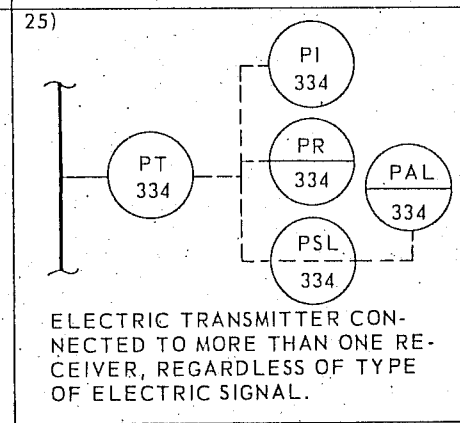 25)
PI
334
PT
334
PR
334
PAL
334
PSL
334
ELECTRIC TRANSMITTER CON-
NECTED TO MORE THAN ONE RE-
CEIVER, REGARDLESS OF TYPE
OF ELECTRIC SIGNAL.